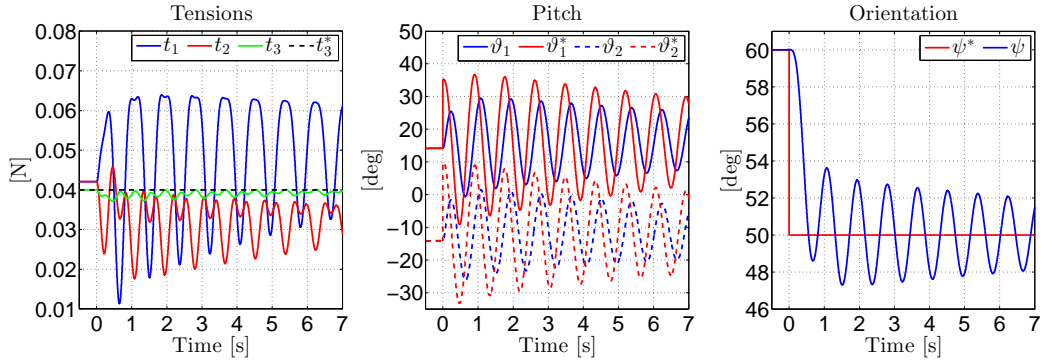 Tensions
t₁ t₂ t₃ t₃*
[N]
0.08
0.07
0.06
0.05
0.04
0.03
0.02
0.01
0 1 2 3 4 5 6 7
Time [s]
Pitch
ϑ₁ ϑ₁* ϑ₂ ϑ₂*
[deg]
50
40
30
20
10
0
−10
−20
−30
0 1 2 3 4 5 6 7
Time [s]
Orientation
ψ* ψ
[deg]
60
58
56
54
52
50
48
46
0 1 2 3 4 5 6 7
Time [s]